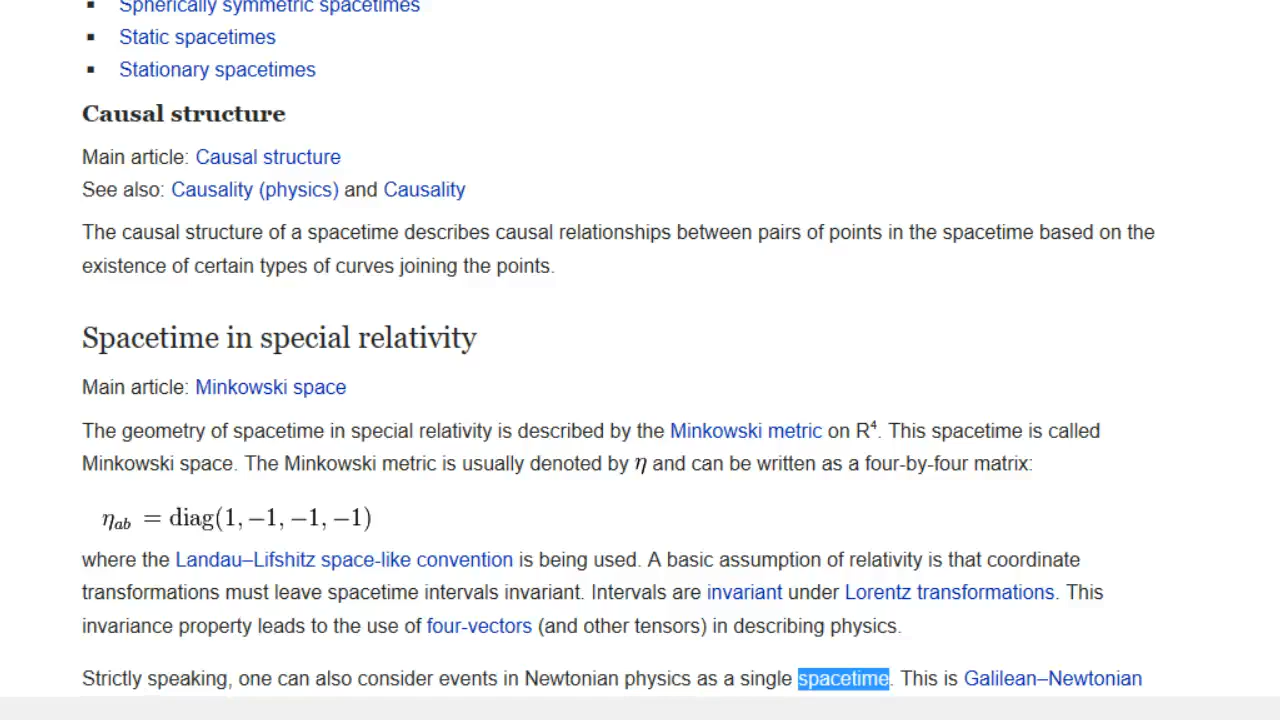 Spherically symmetric spacetimes
Static spacetimes
Stationary spacetimes
Causal structure
Main article: Causal structure
See also: Causality (physics) and Causality
The causal structure of a spacetime describes causal relationships between pairs of points in the spacetime based on the
existence of certain types of curves joining the points.
Spacetime in special relativity
Main article: Minkowski space
The geometry of spacetime in special relativity is described by the Minkowski metric on R⁴. This spacetime is called
Minkowski space. The Minkowski metric is usually denoted by η and can be written as a four-by-four matrix:
ηab = diag(1, −1, −1, −1)
where the Landau–Lifshitz space-like convention is being used. A basic assumption of relativity is that coordinate
transformations must leave spacetime intervals invariant. Intervals are invariant under Lorentz transformations. This
invariance property leads to the use of four-vectors (and other tensors) in describing physics.
Strictly speaking, one can also consider events in Newtonian physics as a single spacetime. This is Galilean–Newtonian